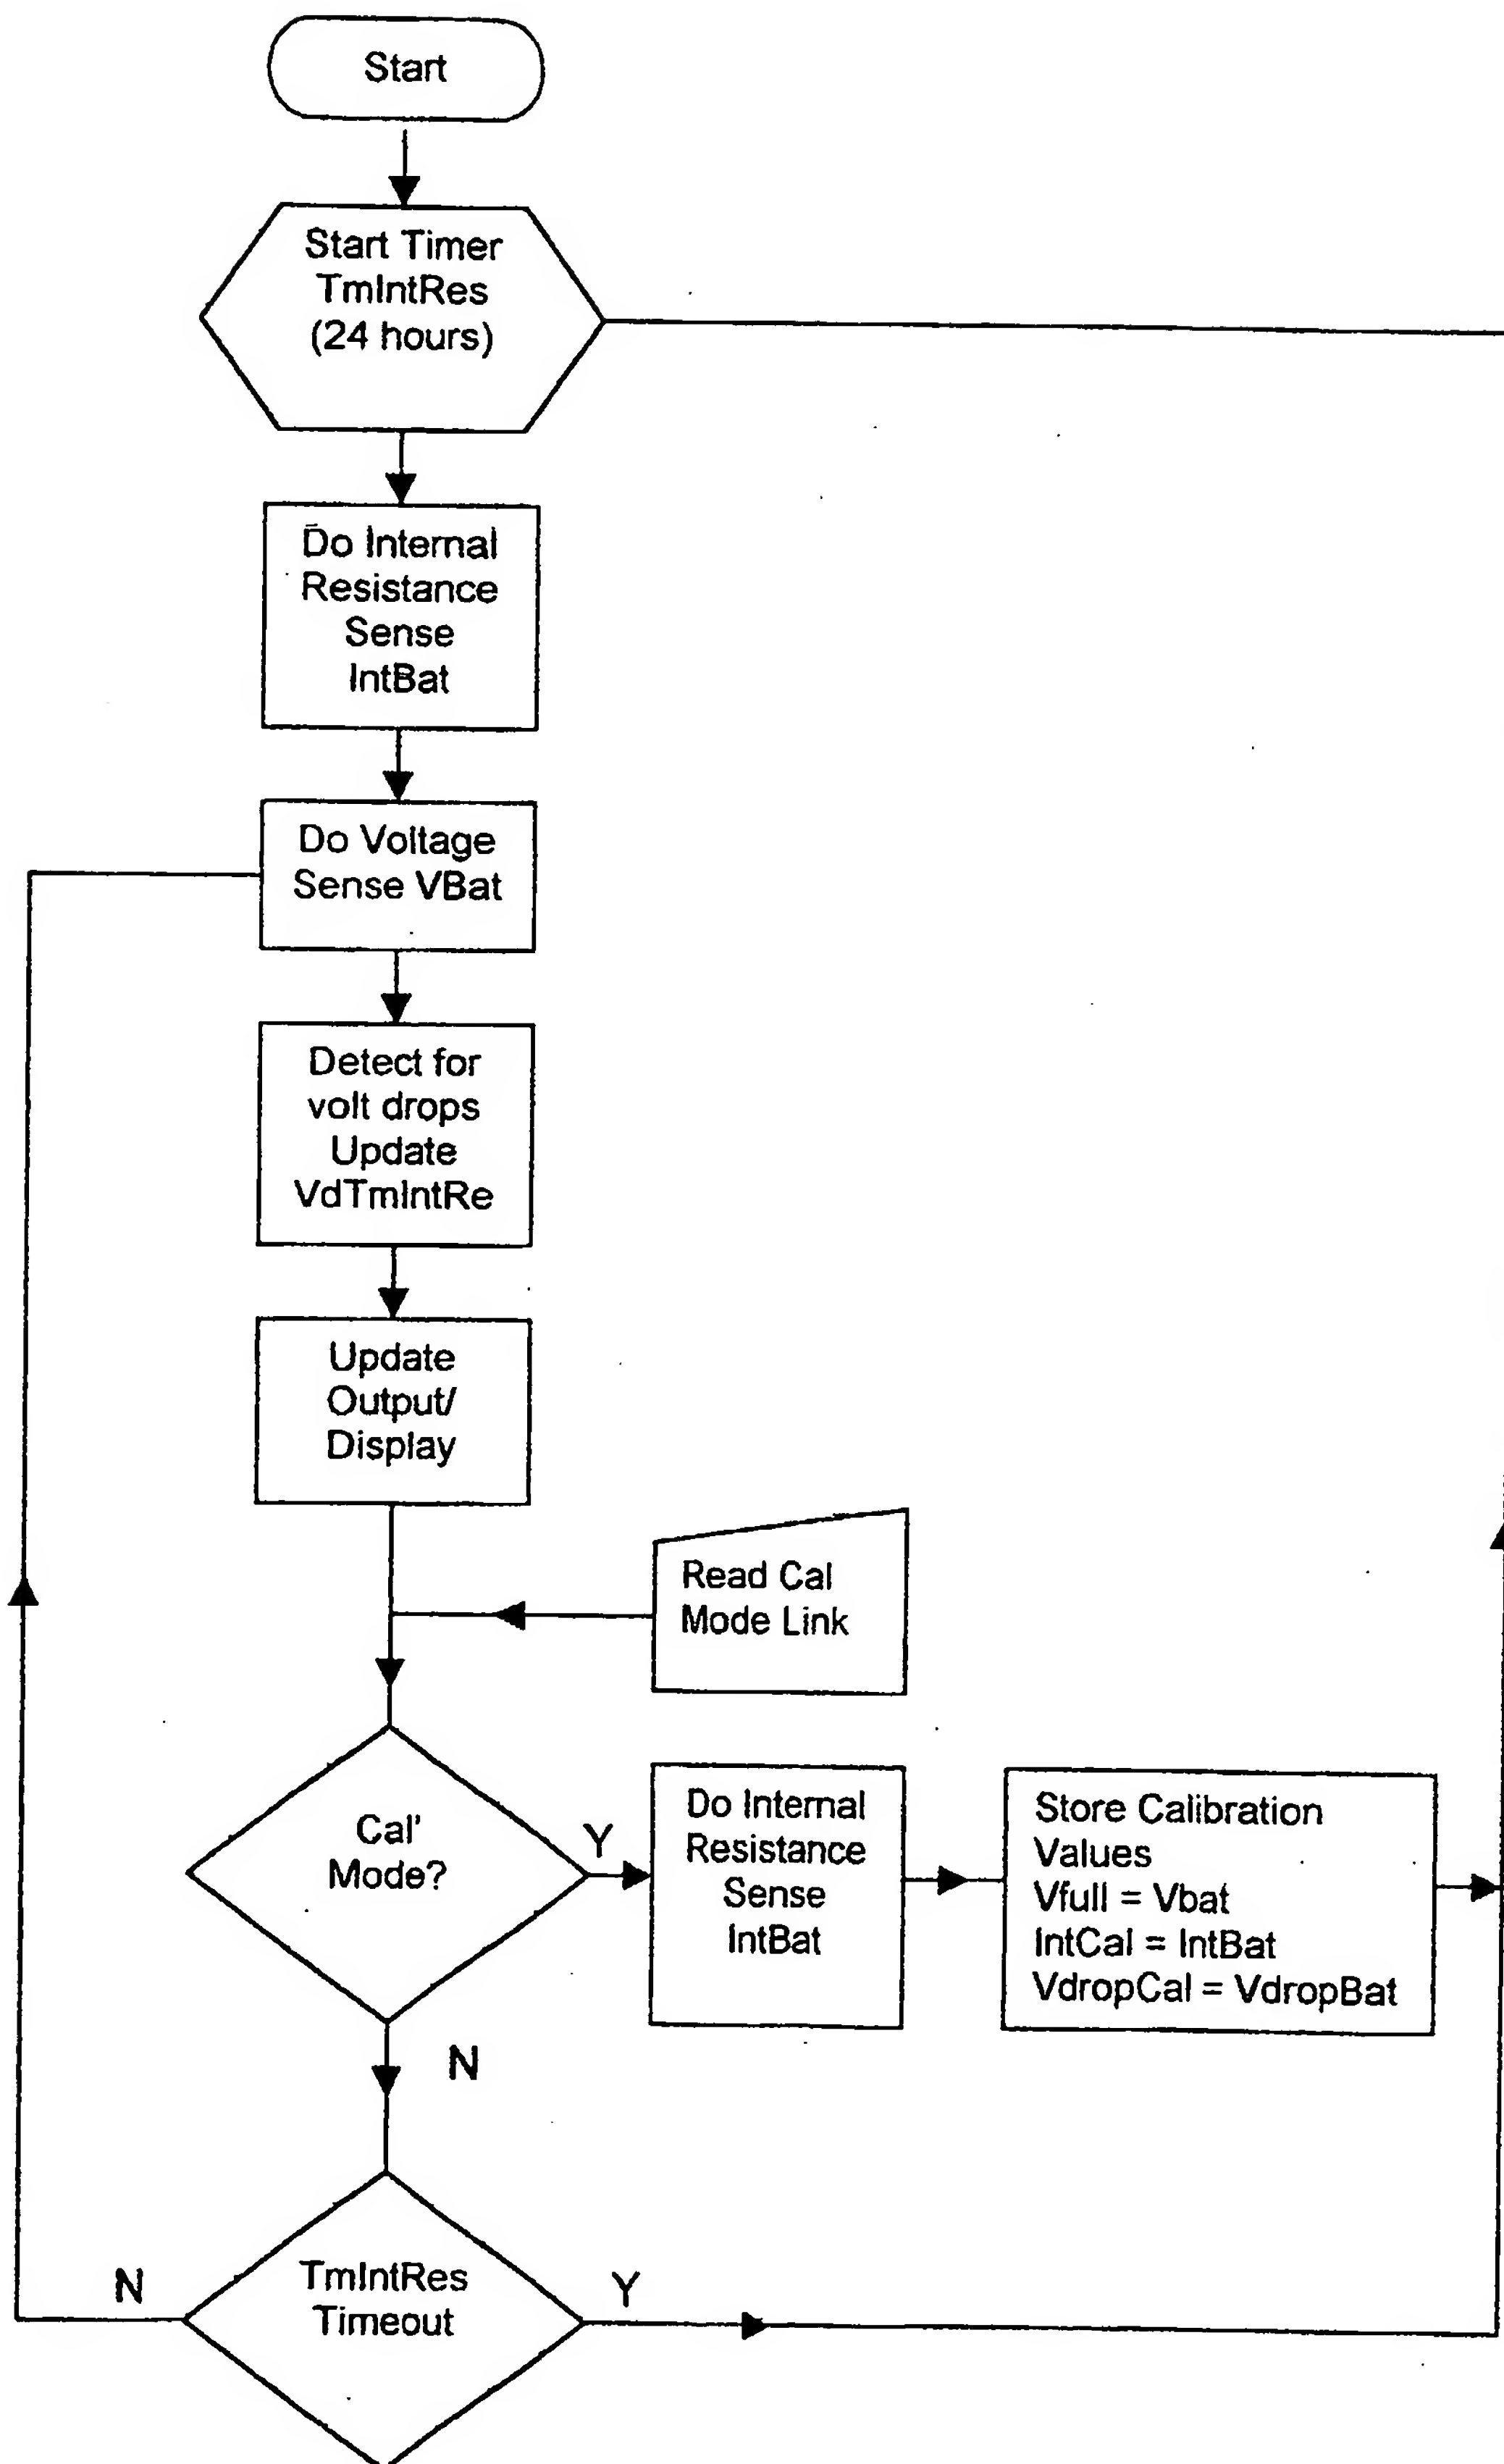 Start
Start Timer
TmIntRes
(24 hours)
Do Internal
Resistance
Sense
IntBat
Do Voltage
Sense VBat
Detect for
volt drops
Update
VdTmIntRe
Update
Output/
Display
Read Cal
Mode Link
Cal'
Mode?
Y
Do Internal
Resistance
Sense
IntBat
Store Calibration
Values
Vfull = Vbat
IntCal = IntBat
VdropCal = VdropBat
N
N
TmIntRes
Timeout
Y